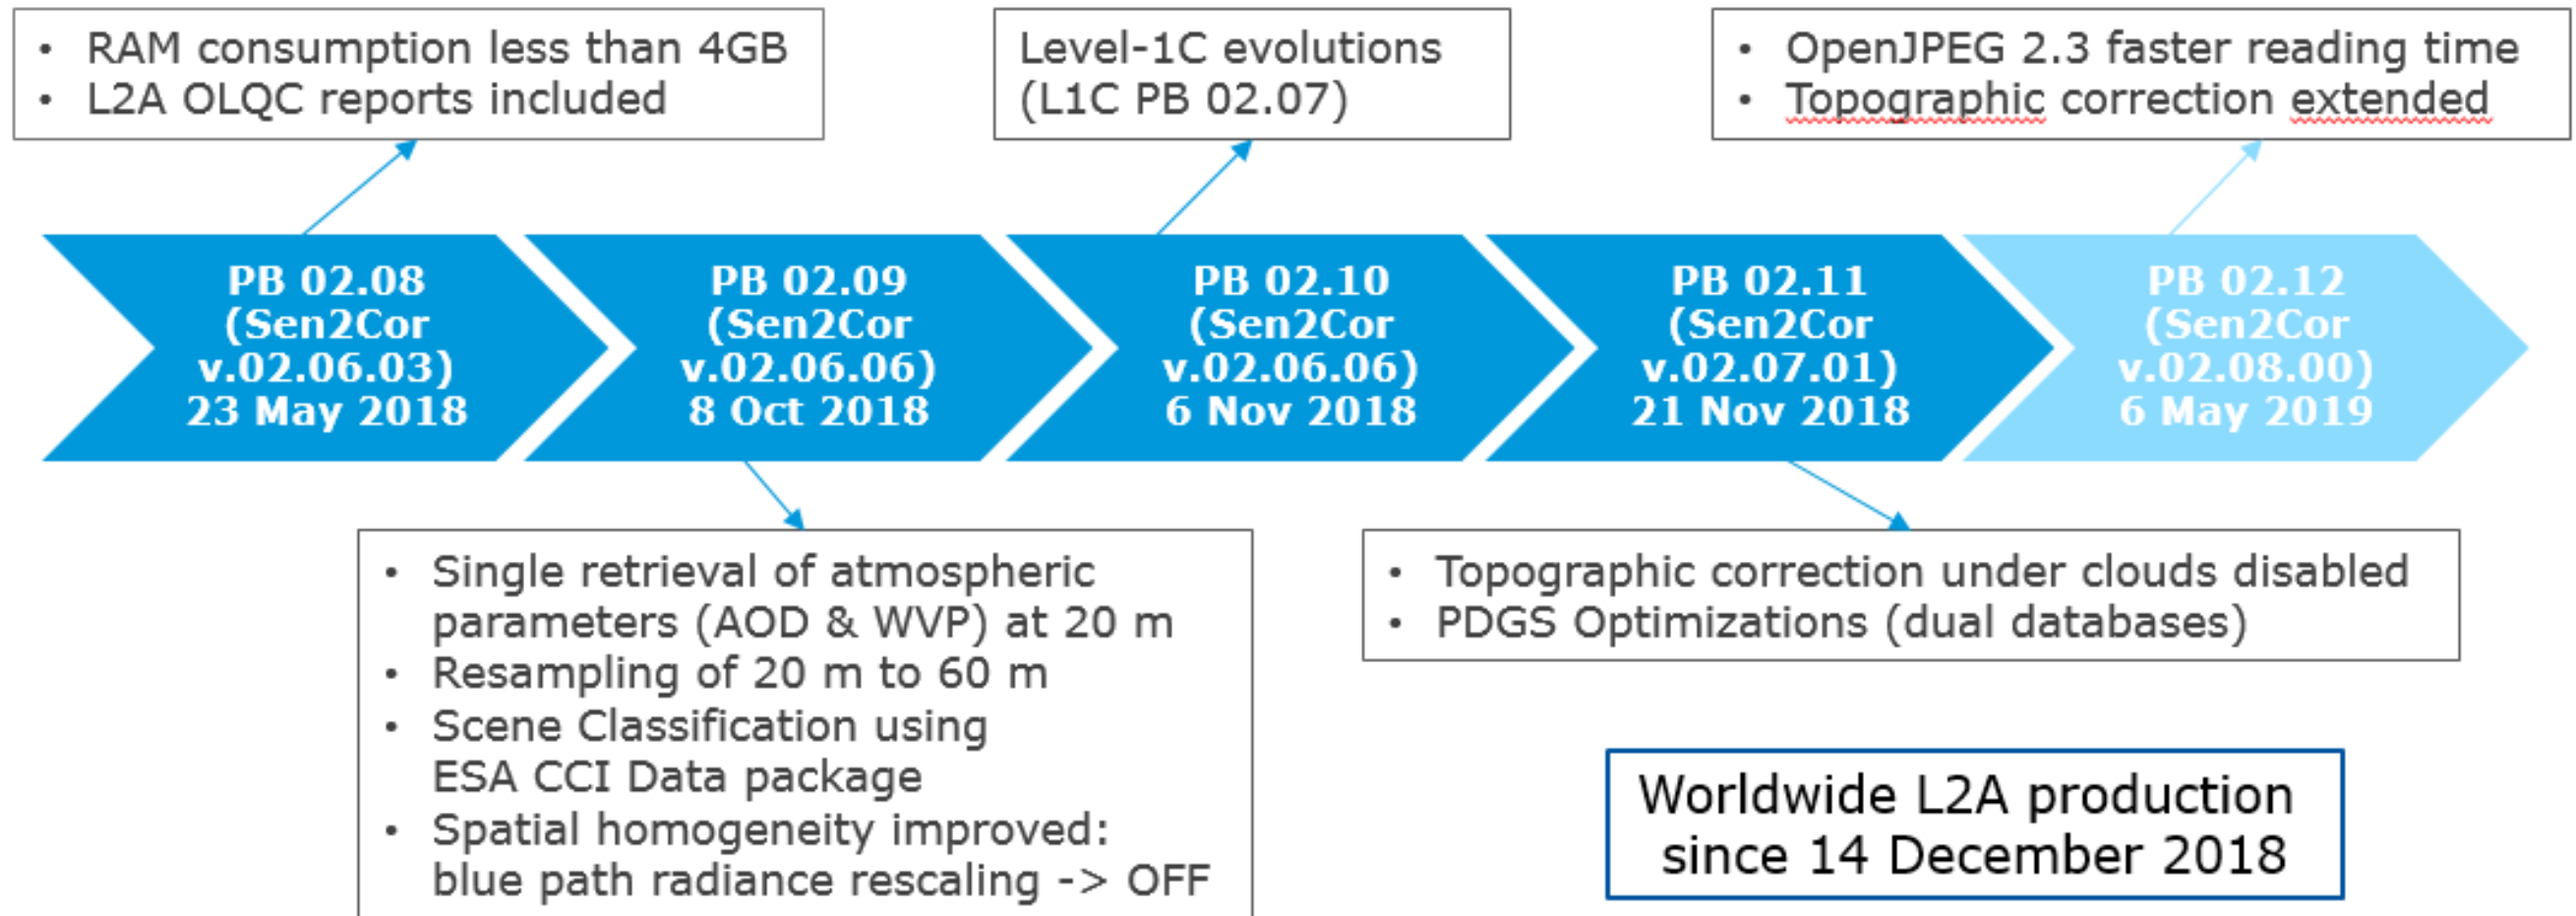 • RAM consumption less than 4GB
• L2A OLQC reports included
Level-1C evolutions
(L1C PB 02.07)
• OpenJPEG 2.3 faster reading time
• Topographic correction extended
PB 02.08
(Sen2Cor
v.02.06.03)
23 May 2018
PB 02.09
(Sen2Cor
v.02.06.06)
8 Oct 2018
PB 02.10
(Sen2Cor
v.02.06.06)
6 Nov 2018
PB 02.11
(Sen2Cor
v.02.07.01)
21 Nov 2018
PB 02.12
(Sen2Cor
v.02.08.00)
6 May 2019
• Single retrieval of atmospheric
parameters (AOD & WVP) at 20 m
• Resampling of 20 m to 60 m
• Scene Classification using
ESA CCI Data package
• Spatial homogeneity improved:
blue path radiance rescaling -> OFF
• Topographic correction under clouds disabled
• PDGS Optimizations (dual databases)
Worldwide L2A production
since 14 December 2018